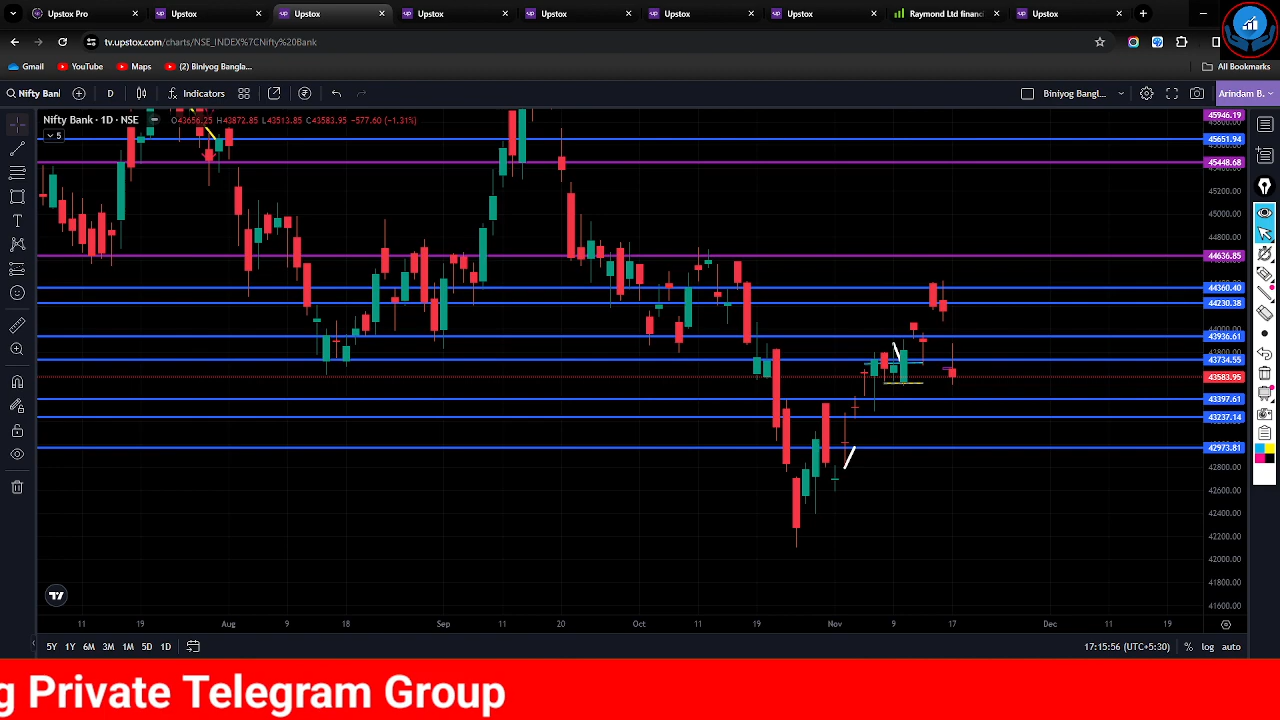 Upstox Pro
Upstox
Upstox
Upstox
Upstox
Upstox
Upstox
Raymond Ltd financi
Upstox
tv.upstox.com/charts/NSE_INDEX%7CNifty%20Bank
Gmail
YouTube
Maps
(2) Biniyog Bangla...
All Bookmarks
Nifty Banl
D
Indicators
Biniyog Bangl...
Arindam B.
Nifty Bank · 1D · NSE
O43656.25 H43872.85 L43513.85 C43583.95 -577.60 (-1.31%)
5
45946.19
45651.94
45448.68
45200.00
45000.00
44800.00
44636.85
44360.40
44230.38
44000.00
43936.61
43734.55
43583.95
43397.61
43237.14
42973.81
42800.00
42600.00
42400.00
42200.00
42000.00
41800.00
41600.00
11
19
Aug
9
18
Sep
11
20
Oct
11
19
Nov
9
17
Dec
11
19
5Y
1Y
6M
3M
1M
5D
1D
17:15:56 (UTC+5:30)
%
log
auto
g Private Telegram Group